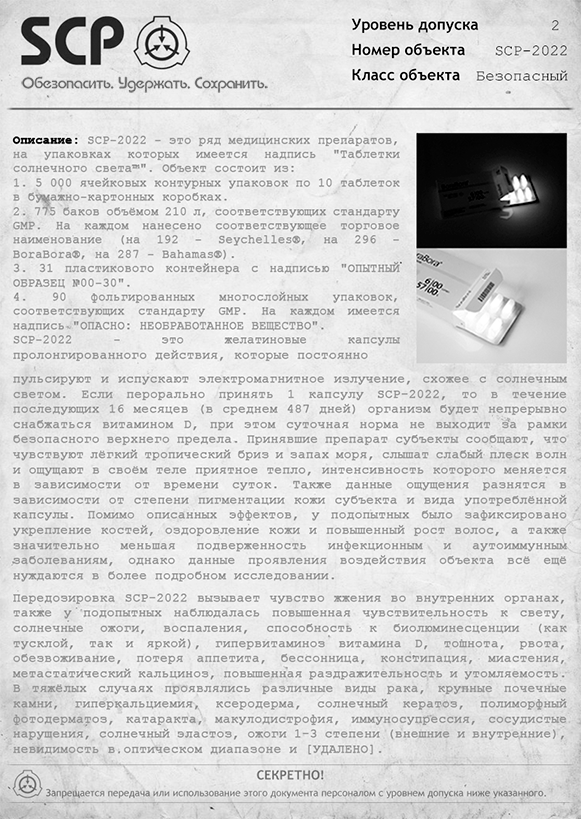 SCP
Обезопасить. Удержать. Сохранить.
Уровень допуска 2
Номер объекта SCP-2022
Класс объекта Безопасный
Описание: SCP-2022 - это ряд медицинских препаратов,
на упаковках которых имеется надпись "Таблетки
солнечного света™". Объект состоит из:
1. 5 000 ячейковых контурных упаковок по 10 таблеток
в бумажно-картонных коробках.
2. 775 баков объёмом 210 л, соответствующих стандарту
GMP. На каждом нанесено соответствующее торговое
наименование (на 192 - Seychelles®, на 296 -
BoraBora®, на 287 - Bahamas®).
3. 31 пластикового контейнера с надписью "ОПЫТНЫЙ
ОБРАЗЕЦ №00-30".
4. 90 фольгированных многослойных упаковок,
соответствующих стандарту GMP. На каждом имеется
надпись "ОПАСНО: НЕОБРАБОТАННОЕ ВЕЩЕСТВО".
SCP-2022 - это желатиновые капсулы
пролонгированного действия, которые постоянно
пульсируют и испускают электромагнитное излучение, схожее с солнечным
светом. Если перорально принять 1 капсулу SCP-2022, то в течение
последующих 16 месяцев (в среднем 487 дней) организм будет непрерывно
снабжаться витамином D, при этом суточная норма не выходит за рамки
безопасного верхнего предела. Принявшие препарат субъекты сообщают, что
чувствуют лёгкий тропический бриз и запах моря, слышат слабый плеск волн
и ощущают в своём теле приятное тепло, интенсивность которого меняется
в зависимости от времени суток. Также данные ощущения разнятся в
зависимости от степени пигментации кожи субъекта и вида употреблённой
капсулы. Помимо описанных эффектов, у подопытных было зафиксировано
укрепление костей, оздоровление кожи и повышенный рост волос, а также
значительно меньшая подверженность инфекционным и аутоиммунным
заболеваниям, однако данные проявления воздействия объекта всё ещё
нуждаются в более подробном исследовании.
Передозировка SCP-2022 вызывает чувство жжения во внутренних органах,
также у подопытных наблюдалась повышенная чувствительность к свету,
солнечные ожоги, воспаления, способность к биолюминесценции (как
тусклой, так и яркой), гипервитаминоз витамина D, тошнота, рвота,
обезвоживание, потеря аппетита, бессонница, констипация, миастения,
метастатический кальциноз, повышенная раздражительность и утомляемость.
В тяжёлых случаях проявлялись различные виды рака, крупные почечные
камни, гиперкальциемия, ксеродерма, солнечный кератоз, полиморфный
фотодерматоз, катаракта, макулодистрофия, иммуносупрессия, сосудистые
нарушения, солнечный эластоз, ожоги 1-3 степени (внешние и внутренние),
невидимость в оптическом диапазоне и [УДАЛЕНО].
СЕКРЕТНО!
Запрещается передача или использование этого документа персоналом с уровнем допуска ниже указанного.